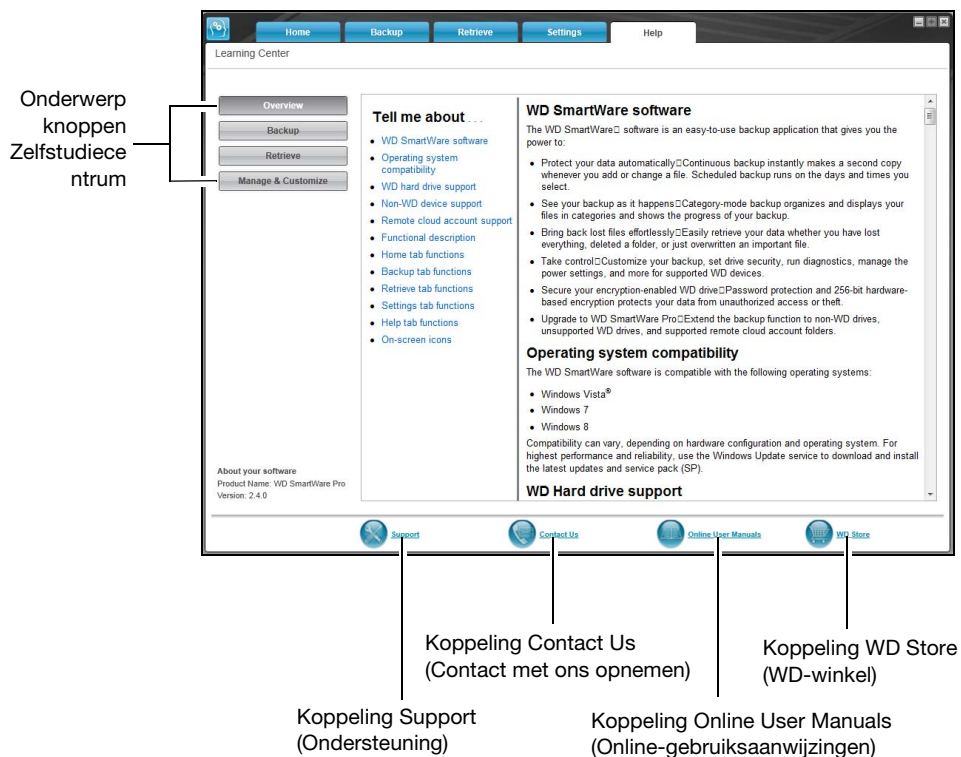 Home Backup Retrieve Settings Help
Learning Center
Onderwerp
knoppen
Zelfstudiece
ntrum
Overview
Backup
Retrieve
Manage & Customize
About your software
Product Name: WD SmartWare Pro
Version: 2.4.0
Tell me about . . .
• WD SmartWare software
• Operating system
compatibility
• WD hard drive support
• Non-WD device support
• Remote cloud account support
• Functional description
• Home tab functions
• Backup tab functions
• Retrieve tab functions
• Settings tab functions
• Help tab functions
• On-screen icons
WD SmartWare software
The WD SmartWare□ software is an easy-to-use backup application that gives you the
power to:
• Protect your data automatically□Continuous backup instantly makes a second copy
whenever you add or change a file. Scheduled backup runs on the days and times you
select.
• See your backup as it happens□Category-mode backup organizes and displays your
files in categories and shows the progress of your backup.
• Bring back lost files effortlessly□Easily retrieve your data whether you have lost
everything, deleted a folder, or just overwritten an important file.
• Take control□Customize your backup, set drive security, run diagnostics, manage the
power settings, and more for supported WD devices.
• Secure your encryption-enabled WD drive□Password protection and 256-bit hardware-
based encryption protects your data from unauthorized access or theft.
• Upgrade to WD SmartWare Pro□Extend the backup function to non-WD drives,
unsupported WD drives, and supported remote cloud account folders.
Operating system compatibility
The WD SmartWare software is compatible with the following operating systems:
• Windows Vista®
• Windows 7
• Windows 8
Compatibility can vary, depending on hardware configuration and operating system. For
highest performance and reliability, use the Windows Update service to download and install
the latest updates and service pack (SP).
WD Hard drive support
Support Contact Us Online User Manuals WD Store
Koppeling Contact Us
(Contact met ons opnemen)
Koppeling WD Store
(WD-winkel)
Koppeling Support
(Ondersteuning)
Koppeling Online User Manuals
(Online-gebruiksaanwijzingen)